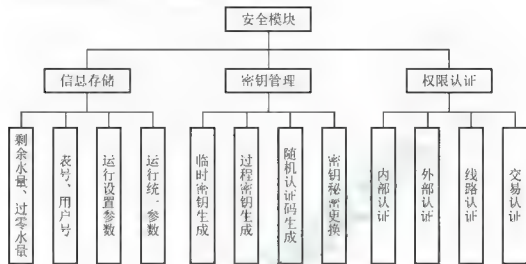 安全模块
信息存储
密钥管理
权限认证
剩余水量、过零水量
表号、用户号
运行设置参数
运行统、参数
临时密钥生成
过程密钥生成
随机认证码生成
密钥秘密更换
内部认证
外部认证
线路认证
交易认证